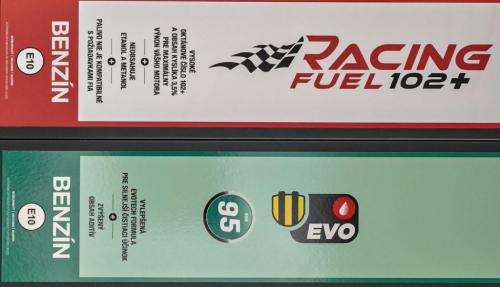 RACING
FUEL 102+
VYSOKÉ
OKTÁNOVÉ ČÍSLO 102+
A OBSAH KYSLÍKA 3,5%
PRE MAXIMÁLNY
VÝKON VÁŠHO MOTORA
+
NEOBSAHUJE
ETANOL A METANOL
+
PALIVO NIE JE KOMPATIBILNÉ
S POŽIADAVKAMI FIA
BENZÍN
E10
EVO
95
VYLEPŠENÁ
EVOTECH FORMULA
PRE SILNEJŠÍ ČISTIACI ÚČINOK
+
ZVÝŠENÝ
OBSAH ADITÍV
BENZÍN
E10